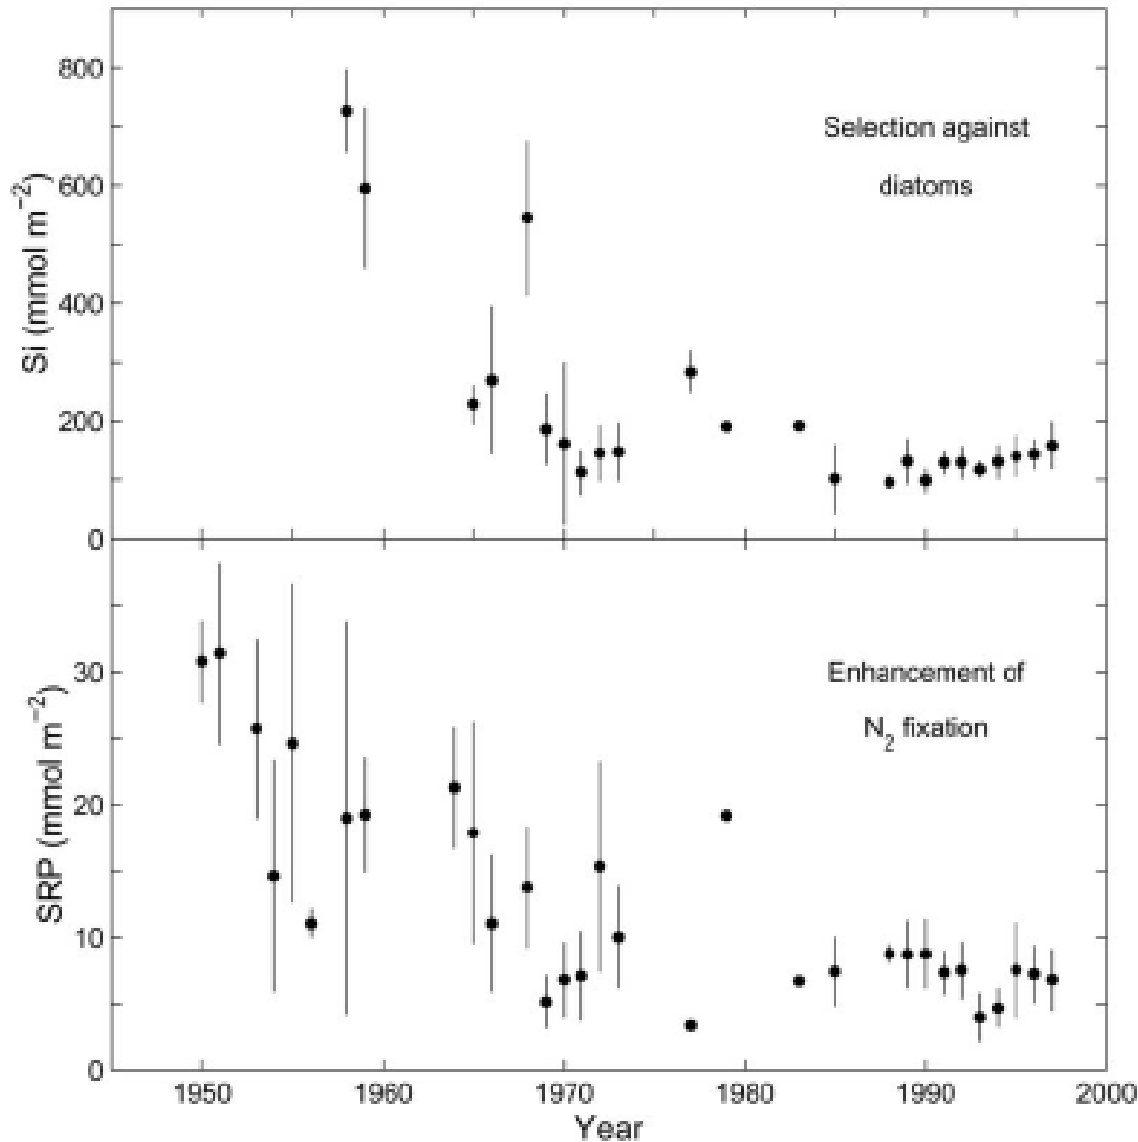 800
600
400
200
0
Si (mmol m⁻²)
Selection against
diatoms
30
20
10
0
SRP (mmol m⁻²)
Enhancement of
N₂ fixation
1950 1960 1970 1980 1990 2000
Year